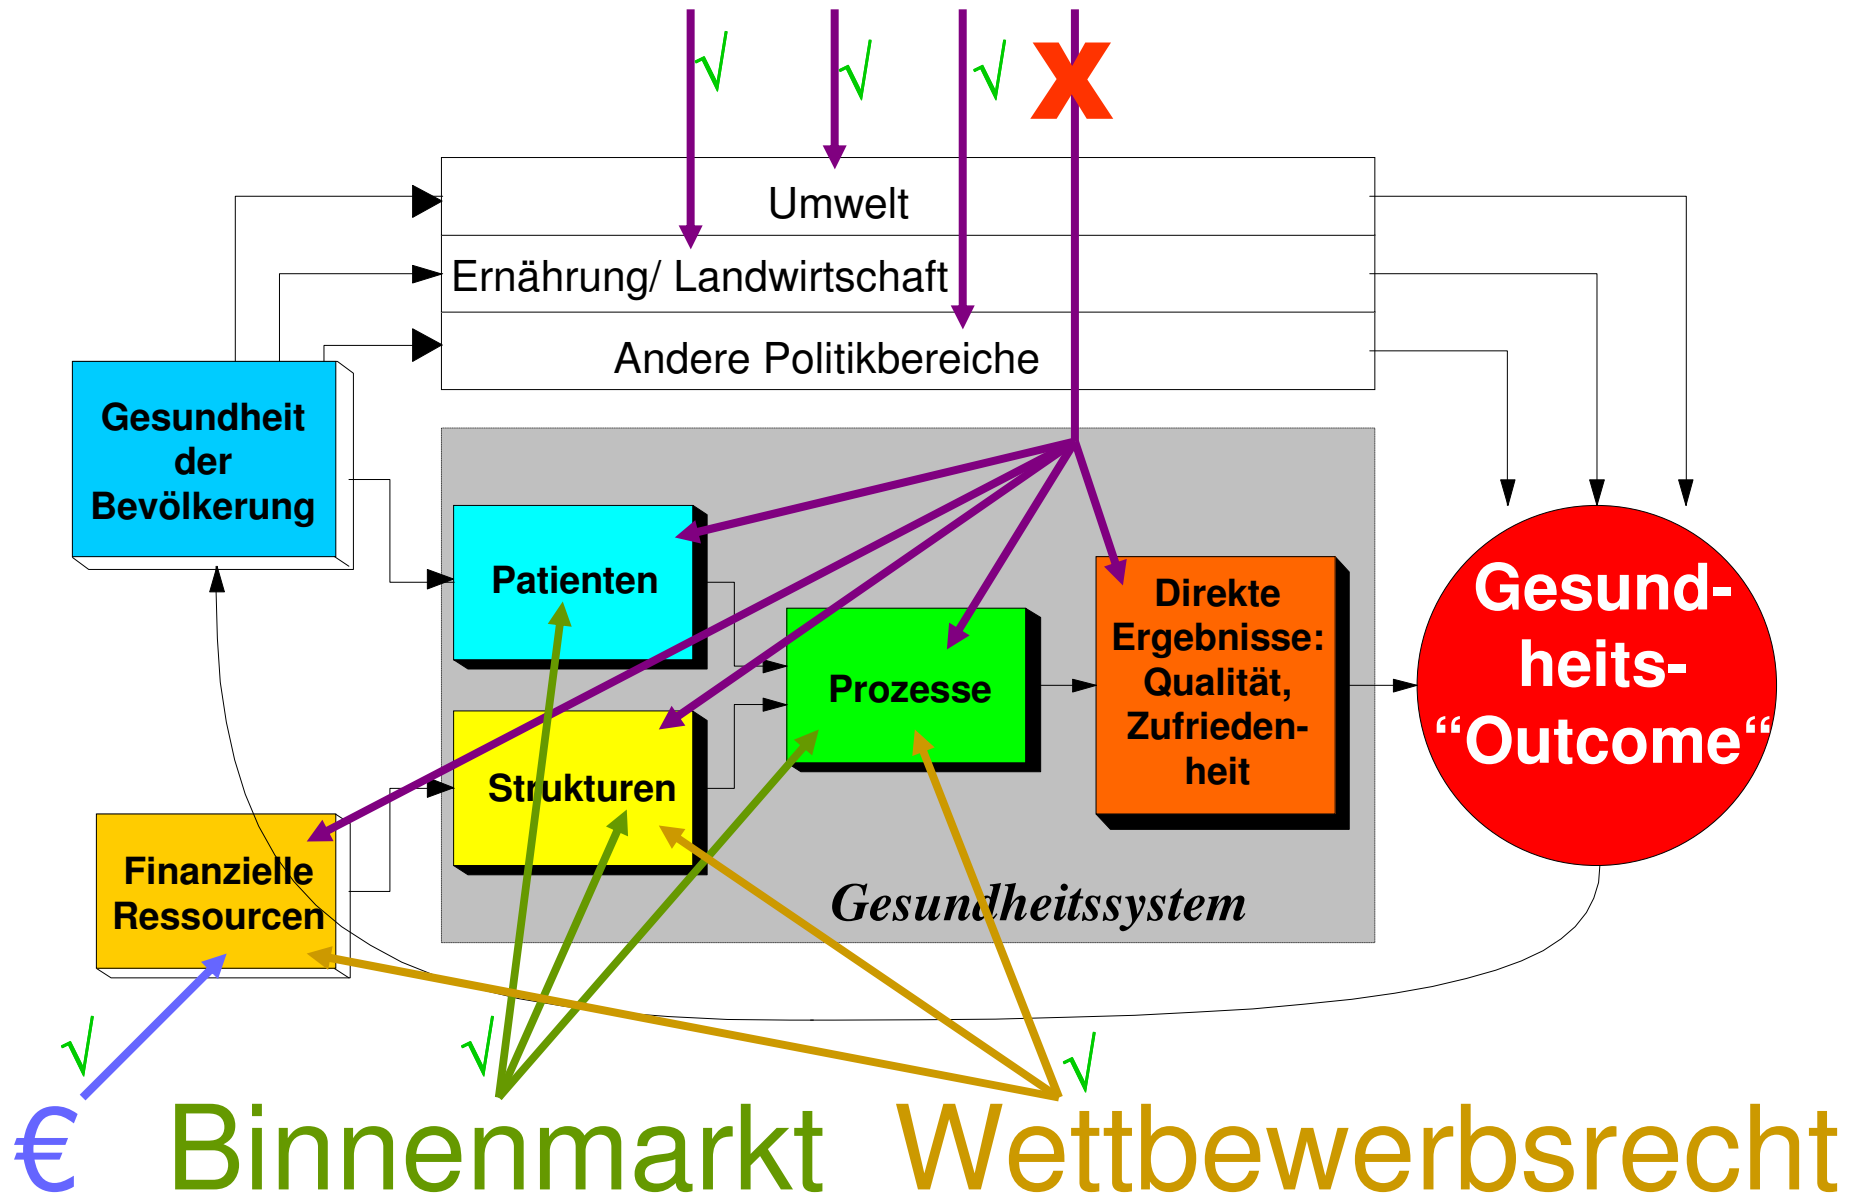 √ √ √ X
Umwelt
Ernährung/ Landwirtschaft
Andere Politikbereiche
Gesundheit
der
Bevölkerung
Patienten
Strukturen
Prozesse
Direkte
Ergebnisse:
Qualität,
Zufrieden-
heit
Gesund-
heits-
“Outcome“
Finanzielle
Ressourcen
Gesundheitssystem
√ √ √
€ Binnenmarkt Wettbewerbsrecht